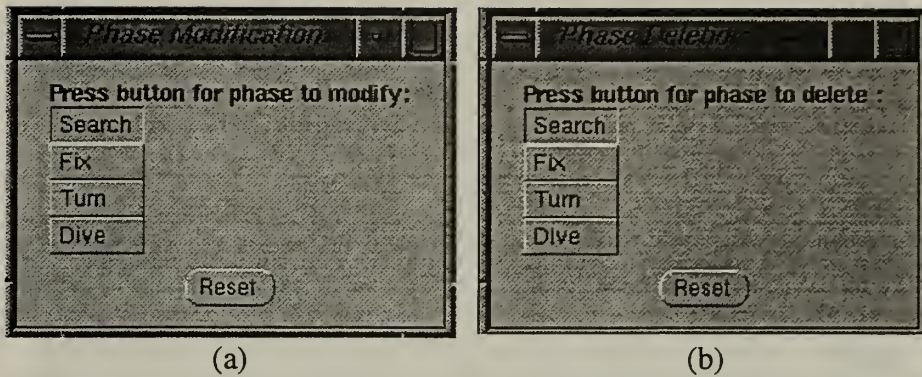 Phase Modification
Press button for phase to modify:
Search
Fix
Turn
Dive
Reset
(a)
Phase Deletio
Press button for phase to delete :
Search
Fix
Turn
Dive
Reset
(b)